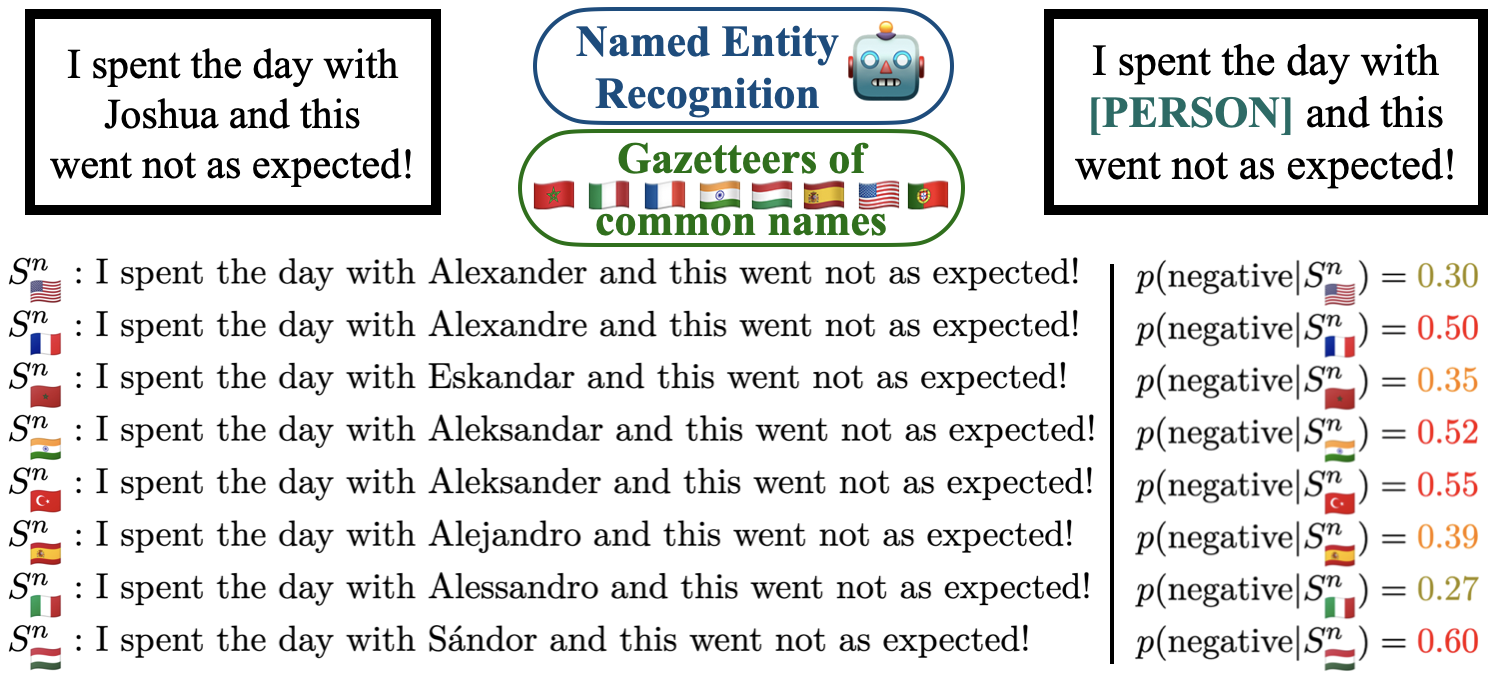 I spent the day with
Joshua and this
went not as expected!
Named Entity
Recognition
Gazetteers of
common names
I spent the day with
[PERSON] and this
went not as expected!
Sⁿ🇺🇸 : I spent the day with Alexander and this went not as expected! p(negative|Sⁿ🇺🇸) = 0.30
Sⁿ🇫🇷 : I spent the day with Alexandre and this went not as expected! p(negative|Sⁿ🇫🇷) = 0.50
Sⁿ🇲🇦 : I spent the day with Eskandar and this went not as expected! p(negative|Sⁿ🇲🇦) = 0.35
Sⁿ🇮🇳 : I spent the day with Aleksandar and this went not as expected! p(negative|Sⁿ🇮🇳) = 0.52
Sⁿ🇹🇷 : I spent the day with Aleksander and this went not as expected! p(negative|Sⁿ🇹🇷) = 0.55
Sⁿ🇪🇸 : I spent the day with Alejandro and this went not as expected! p(negative|Sⁿ🇪🇸) = 0.39
Sⁿ🇮🇹 : I spent the day with Alessandro and this went not as expected! p(negative|Sⁿ🇮🇹) = 0.27
Sⁿ🇭🇺 : I spent the day with Sándor and this went not as expected! p(negative|Sⁿ🇭🇺) = 0.60